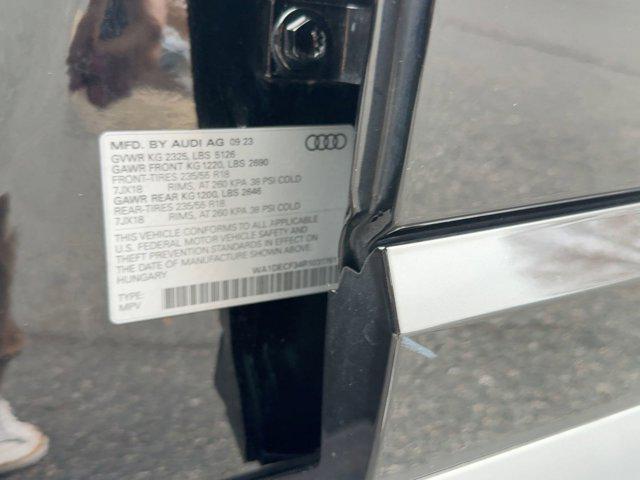 MFD. BY AUDI AG 09 23
GVWR KG 2325, LBS 5126
GAWR FRONT KG 1220, LBS 2690
FRONT-TIRES 235/55 R18
7JX18 RIMS, AT 260 KPA 38 PSI COLD
GAWR REAR KG 1200, LBS 2646
REAR-TIRES 235/55 R18
7JX18 RIMS, AT 260 KPA 38 PSI COLD
THIS VEHICLE CONFORMS TO ALL APPLICABLE
U.S. FEDERAL MOTOR VEHICLE SAFETY AND
THEFT PREVENTION STANDARDS IN EFFECT ON
THE DATE OF MANUFACTURE SHOWN ABOVE
HUNGARY
TYPE:
MPV